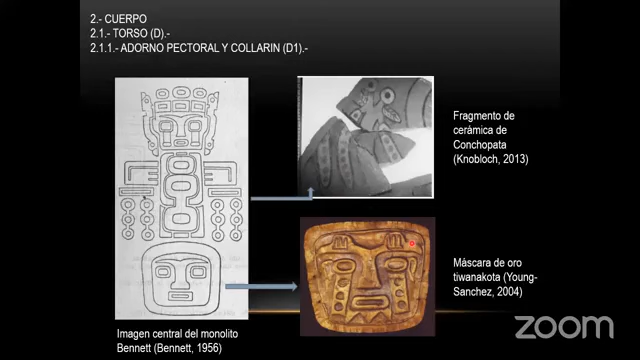 2.- CUERPO
2.1.- TORSO (D).-
2.1.1.- ADORNO PECTORAL Y COLLARIN (D1).-
Fragmento de
cerámica de
Conchopata
(Knobloch, 2013)
Máscara de oro
tiwanakota (Young-
Sanchez, 2004)
Imagen central del monolito
Bennett (Bennett, 1956)
zoom